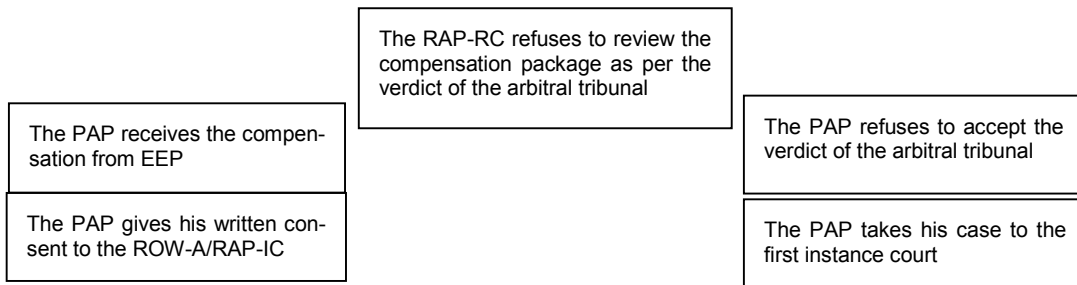 The RAP-RC refuses to review the
compensation package as per the
verdict of the arbitral tribunal
The PAP receives the compen-
sation from EEP
The PAP refuses to accept the
verdict of the arbitral tribunal
The PAP gives his written con-
sent to the ROW-A/RAP-IC
The PAP takes his case to the
first instance court